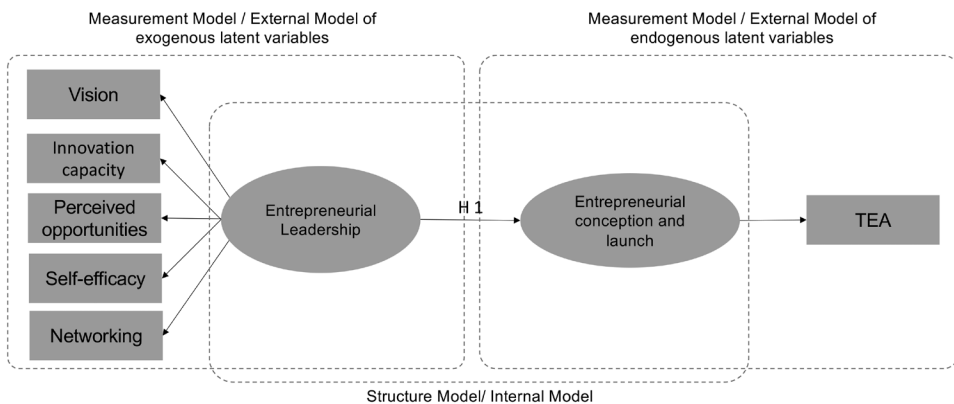 Measurement Model / External Model of
exogenous latent variables
Measurement Model / External Model of
endogenous latent variables
Vision
Innovation
capacity
Perceived
opportunities
Self-efficacy
Networking
Entrepreneurial
Leadership
H 1
Entrepreneurial
conception and
launch
TEA
Structure Model/ Internal Model